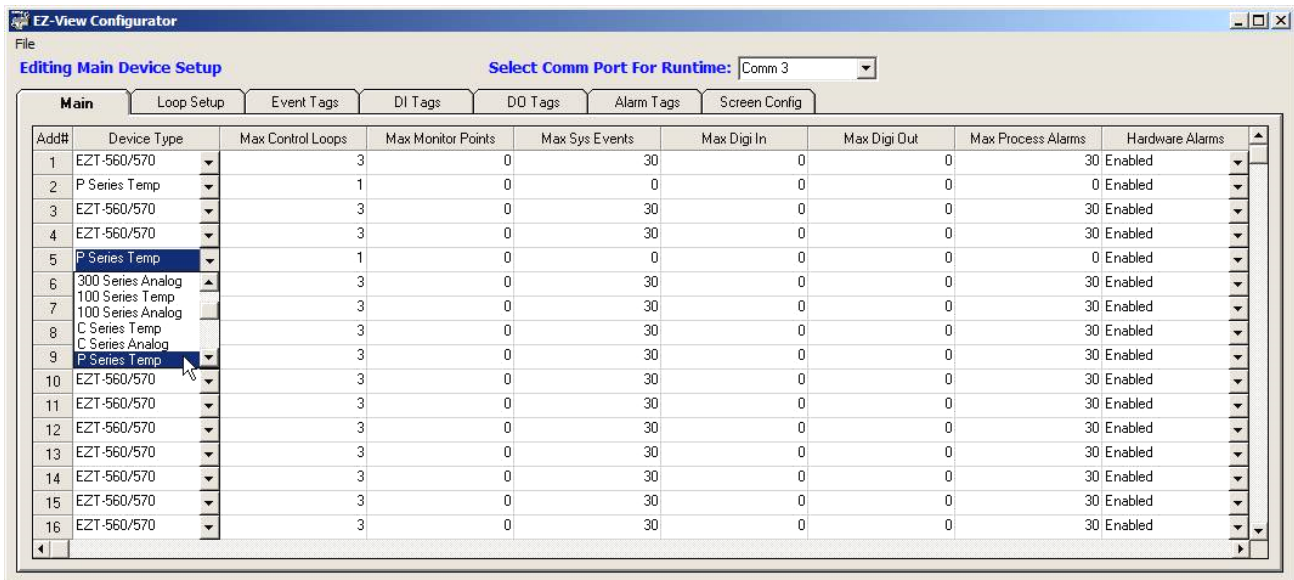 EZ-View Configurator
File
Editing Main Device Setup Select Comm Port For Runtime: Comm 3
Main Loop Setup Event Tags DI Tags DO Tags Alarm Tags Screen Config
Add# Device Type Max Control Loops Max Monitor Points Max Sys Events Max Digi In Max Digi Out Max Process Alarms Hardware Alarms
1 EZT-560/570 3 0 30 0 0 30 Enabled
2 P Series Temp 1 0 0 0 0 0 Enabled
3 EZT-560/570 3 0 30 0 0 30 Enabled
4 EZT-560/570 3 0 30 0 0 30 Enabled
5 P Series Temp 1 0 0 0 0 0 Enabled
6 300 Series Analog 3 0 30 0 0 30 Enabled
100 Series Temp
7 100 Series Analog 3 0 30 0 0 30 Enabled
8 C Series Temp 3 0 30 0 0 30 Enabled
C Series Analog
9 P Series Temp 3 0 30 0 0 30 Enabled
10 EZT-560/570 3 0 30 0 0 30 Enabled
11 EZT-560/570 3 0 30 0 0 30 Enabled
12 EZT-560/570 3 0 30 0 0 30 Enabled
13 EZT-560/570 3 0 30 0 0 30 Enabled
14 EZT-560/570 3 0 30 0 0 30 Enabled
15 EZT-560/570 3 0 30 0 0 30 Enabled
16 EZT-560/570 3 0 30 0 0 30 Enabled